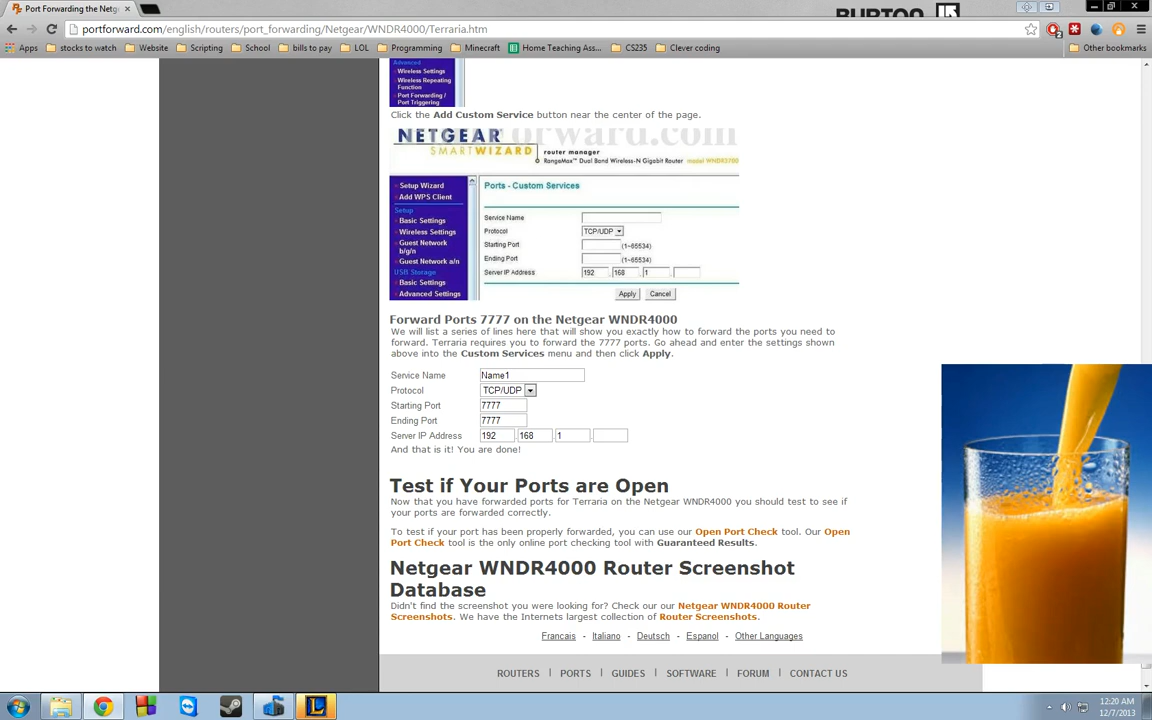 Port Forwarding the Netg
BURTON
portforward.com/english/routers/port_forwarding/Netgear/WNDR4000/Terraria.htm
Apps stocks to watch Website Scripting School bills to pay LOL Programming Minecraft Home Teaching Ass... CS235 Clever coding Other bookmarks
Advanced
Wireless Settings
Wireless Repeating
Function
Port Forwarding /
Port Triggering
Click the Add Custom Service button near the center of the page.
NETGEAR
SMARTWIZARD router manager
RangeMax™ Dual Band Wireless-N Gigabit Router model WNDR3700
Setup Wizard
Add WPS Client
Setup
Basic Settings
Wireless Settings
Guest Network
b/g/n
Guest Network a/n
USB Storage
Basic Settings
Advanced Settings
Ports - Custom Services
Service Name
Protocol TCP/UDP
Starting Port (1~65534)
Ending Port (1~65534)
Server IP Address 192 . 168 . 1 .
Apply Cancel
Forward Ports 7777 on the Netgear WNDR4000
We will list a series of lines here that will show you exactly how to forward the ports you need to
forward. Terraria requires you to forward the 7777 ports. Go ahead and enter the settings shown
above into the Custom Services menu and then click Apply.
Service Name Name1
Protocol TCP/UDP
Starting Port 7777
Ending Port 7777
Server IP Address 192 . 168 . 1 .
And that is it! You are done!
Test if Your Ports are Open
Now that you have forwarded ports for Terraria on the Netgear WNDR4000 you should test to see if
your ports are forwarded correctly.
To test if your port has been properly forwarded, you can use our Open Port Check tool. Our Open
Port Check tool is the only online port checking tool with Guaranteed Results.
Netgear WNDR4000 Router Screenshot
Database
Didn't find the screenshot you were looking for? Check our our Netgear WNDR4000 Router
Screenshots. We have the Internets largest collection of Router Screenshots.
Francais - Italiano - Deutsch - Espanol - Other Languages
ROUTERS | PORTS | GUIDES | SOFTWARE | FORUM | CONTACT US
12:20 AM
12/7/2013